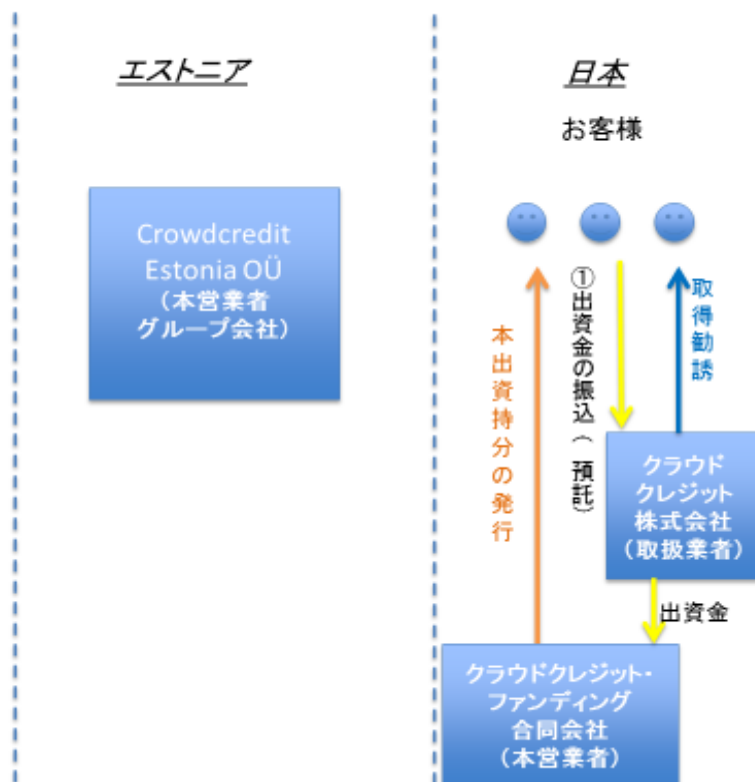 エストニア
Crowdcredit
Estonia OÜ
(本営業者
グループ会社)
日本
お客様
本出資持分の発行
①出資金の振込(預託)
取得勧誘
クラウド
クレジット
株式会社
(取扱業者)
出資金
クラウドクレジット・
ファンディング
合同会社
(本営業者)